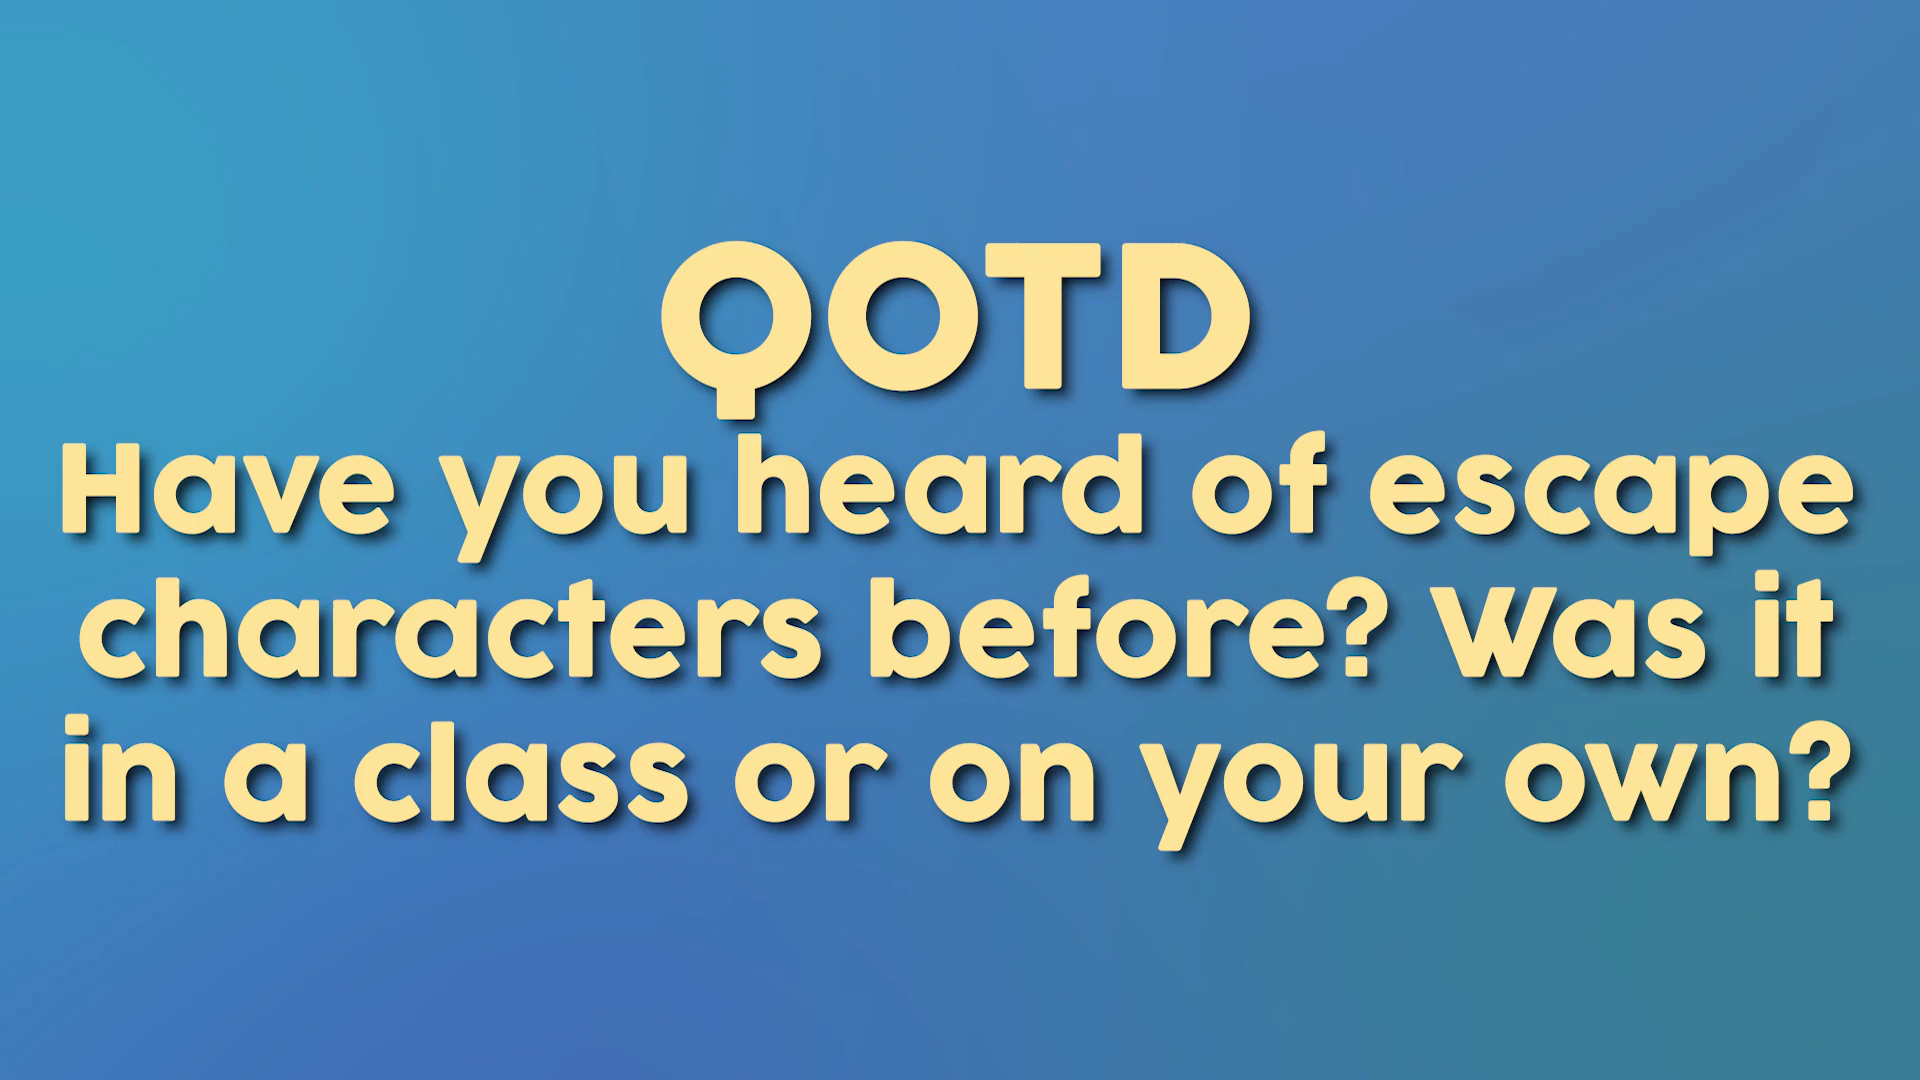 QOTD
Have you heard of escape
characters before? Was it
in a class or on your own?